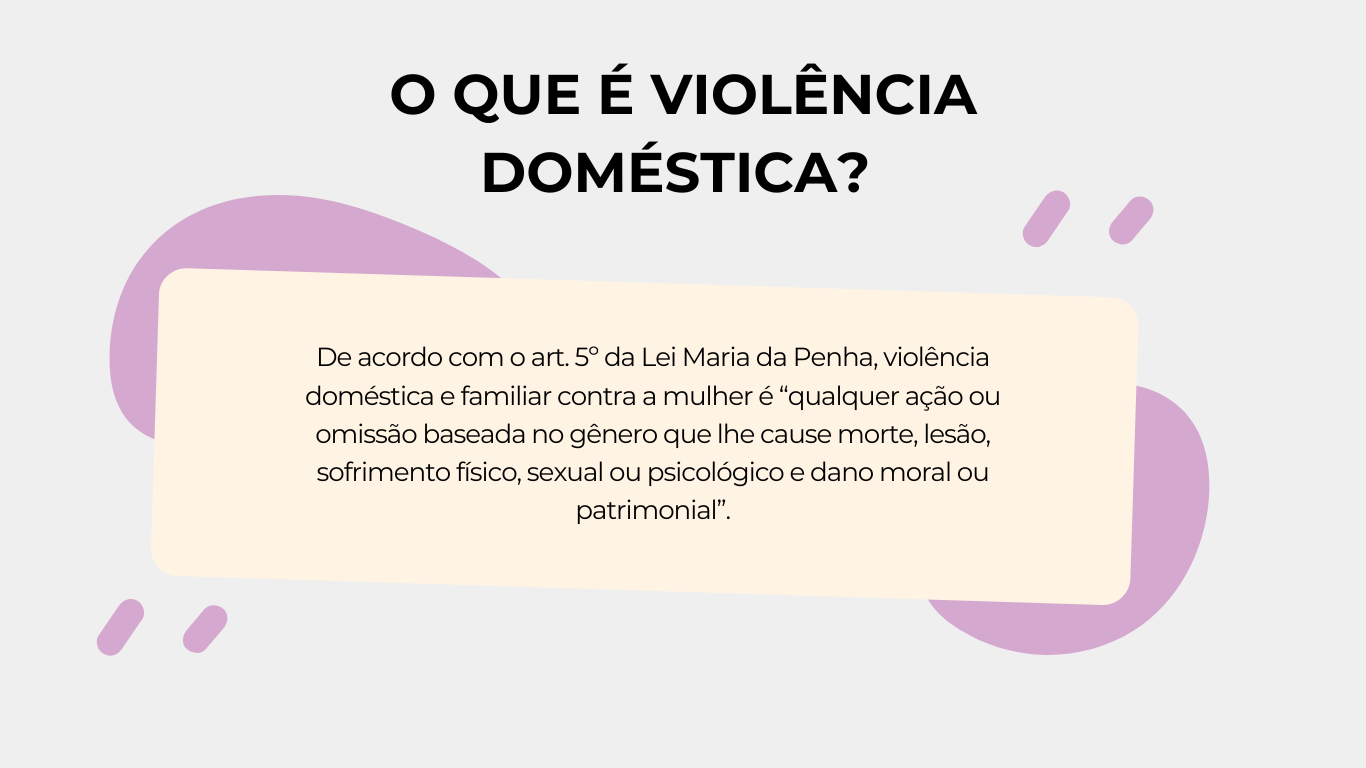 O QUE É VIOLÊNCIA
DOMÉSTICA?
De acordo com o art. 5º da Lei Maria da Penha, violência
doméstica e familiar contra a mulher é “qualquer ação ou
omissão baseada no gênero que lhe cause morte, lesão,
sofrimento físico, sexual ou psicológico e dano moral ou
patrimonial”.